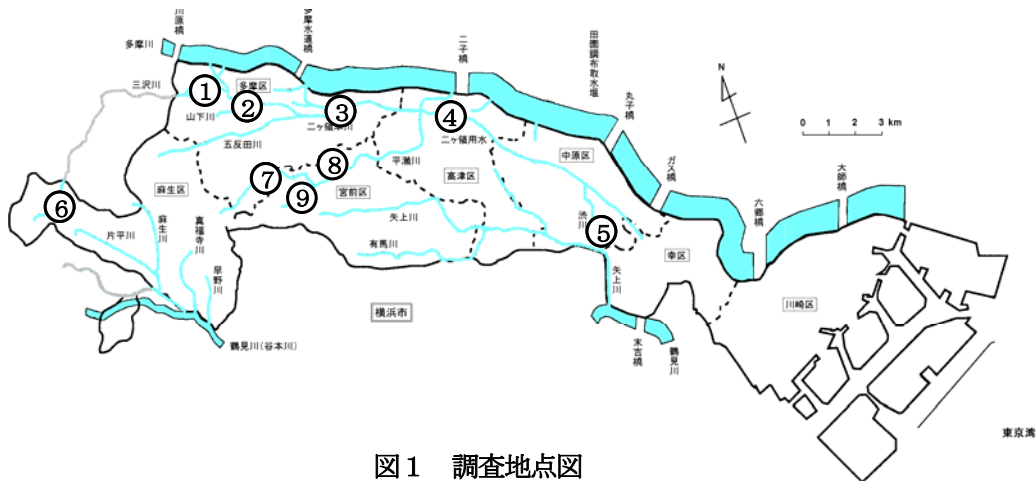 川原橋
多摩水道橋
二子橋
田園調布取水堰
丸子橋
ガス橋
六郷橋
大師橋
多摩川
三沢川
①
多摩区
②
山下川
③
④
二ヶ領本川
二ヶ領用水
五反田川
平瀬川
中原区
N
0 3 km
⑥
麻生区
⑦
⑧
⑨
宮前区
高津区
渋川
⑤
片平川
麻生川
真福寺川
早野川
矢上川
有馬川
矢上川
幸区
川崎区
横浜市
鶴見川(谷本川)
末吉橋
鶴見川
東京湾
図1 調査地点図